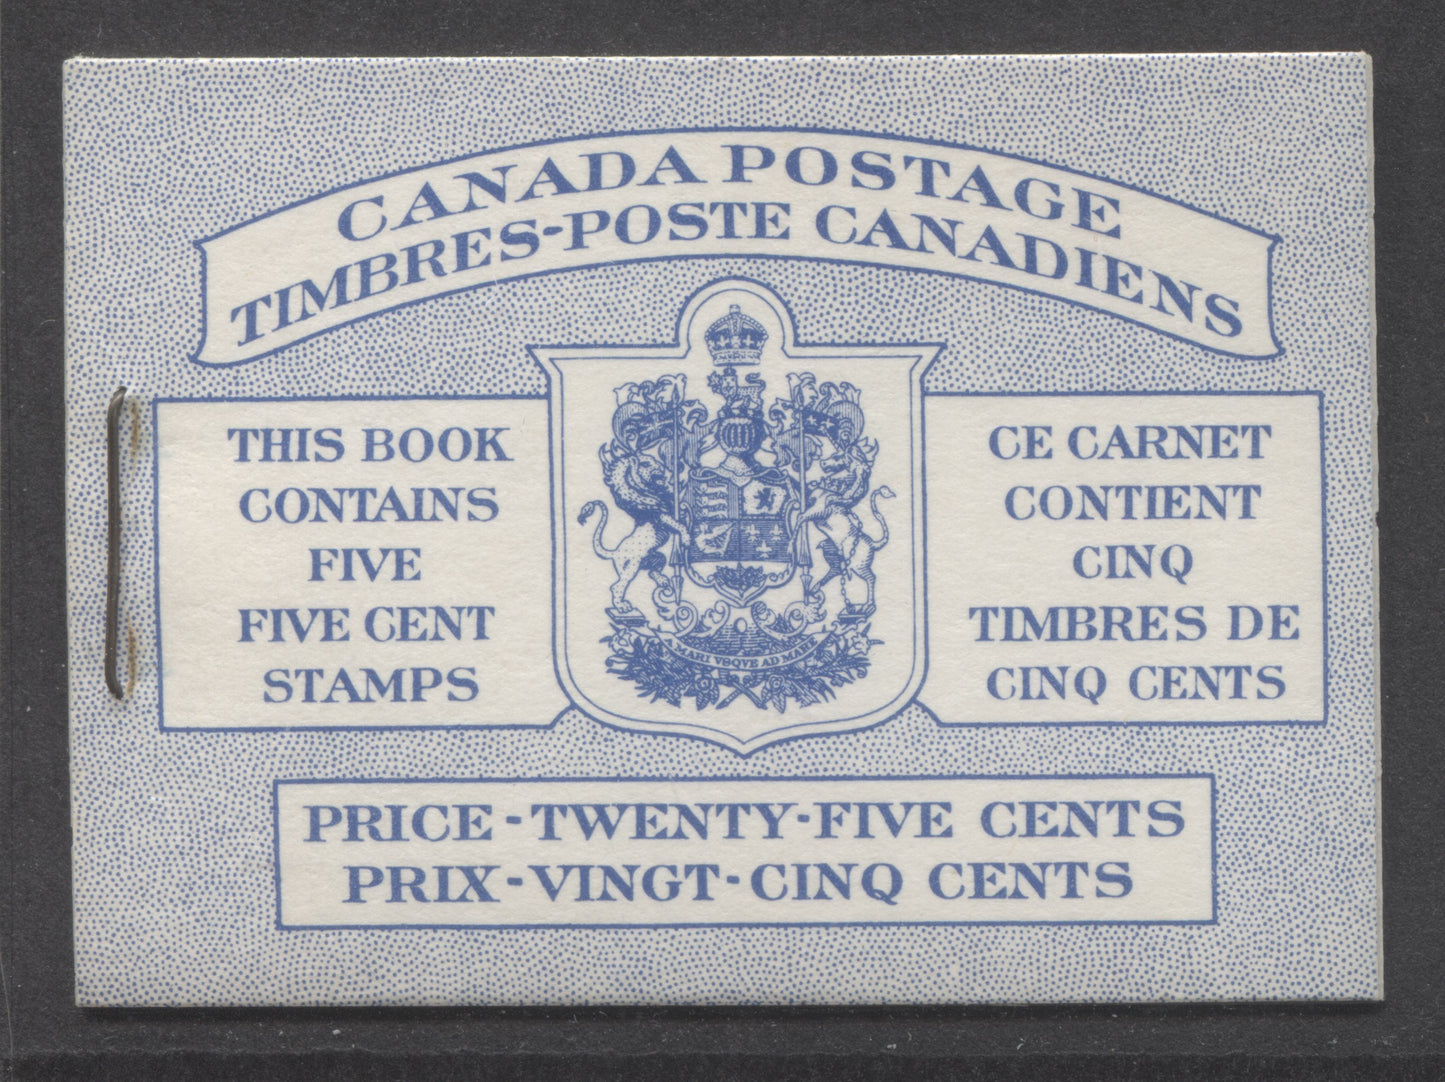 CANADA POSTAGE
TIMBRES-POSTE CANADIENS
THIS BOOK
CONTAINS
FIVE
FIVE CENT
STAMPS
A MARI VSQVE AD MARE
CE CARNET
CONTIENT
CINQ
TIMBRES DE
CINQ CENTS
PRICE - TWENTY-FIVE CENTS
PRIX - VINGT - CINQ CENTS